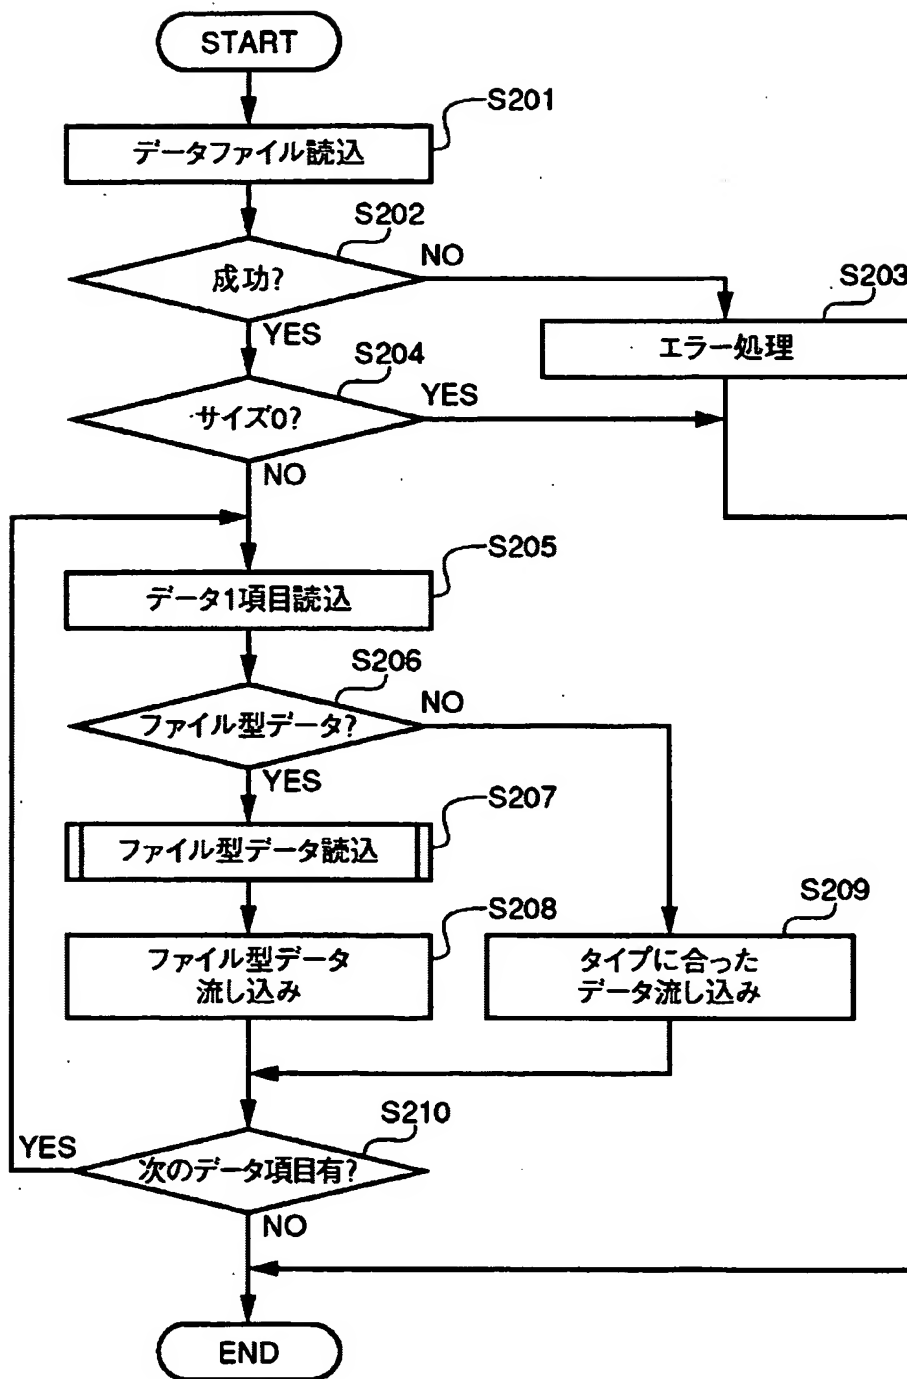 START
S201
データファイル読込
S202
成功?
NO
YES
S203
エラー処理
S204
サイズ0?
YES
NO
S205
データ1項目読込
S206
ファイル型データ?
NO
YES
S207
ファイル型データ読込
S208
ファイル型データ
流し込み
S209
タイプに合った
データ流し込み
S210
YES
次のデータ項目有?
NO
END